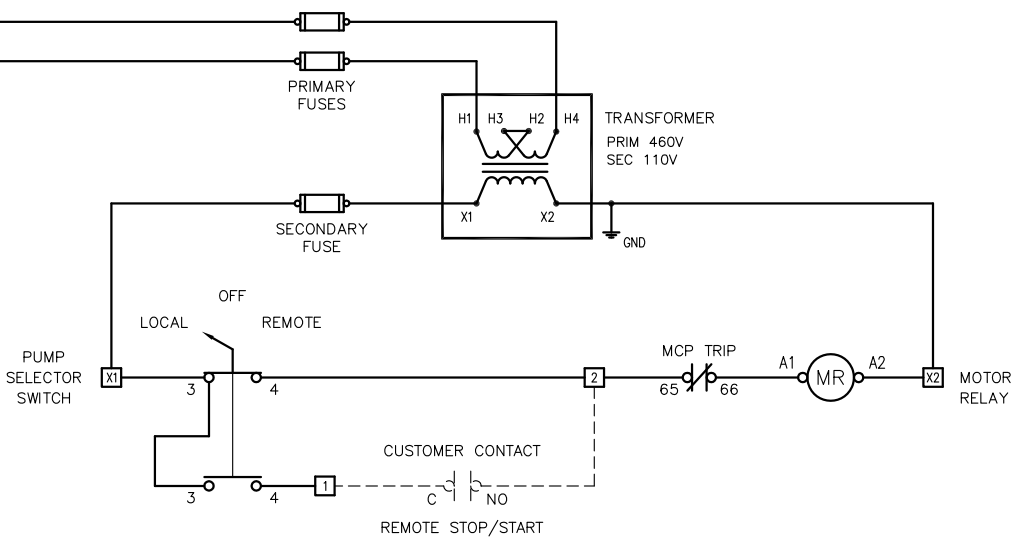 PRIMARY
FUSES
H1 H3 H2 H4
TRANSFORMER
PRIM 460V
SEC 110V
X1 X2
SECONDARY
FUSE
GND
OFF
LOCAL REMOTE
PUMP
SELECTOR
SWITCH
X1
3 4
2
MCP TRIP
65 66
A1 MR A2
X2
MOTOR
RELAY
CUSTOMER CONTACT
3 4
1
C NO
REMOTE STOP/START